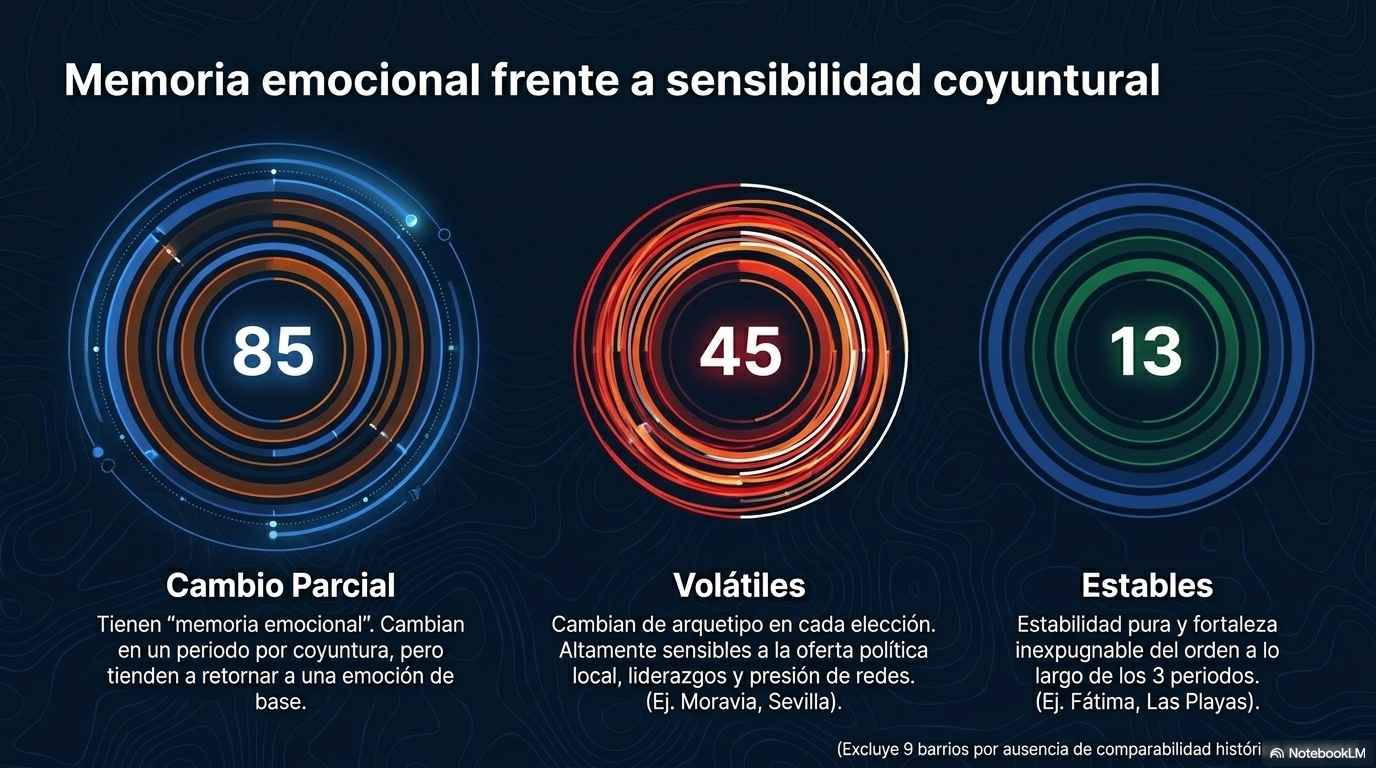 Memoria emocional frente a sensibilidad coyuntural
85
45
13
Cambio Parcial
Tienen “memoria emocional”. Cambian
en un periodo por coyuntura, pero
tienden a retornar a una emoción de
base.
Volátiles
Cambian de arquetipo en cada elección.
Altamente sensibles a la oferta política
local, liderazgos y presión de redes.
(Ej. Moravia, Sevilla).
Estables
Estabilidad pura y fortaleza
inexpugnable del orden a lo
largo de los 3 periodos.
(Ej. Fátima, Las Playas).
(Excluye 9 barrios por ausencia de comparabilidad
NotebookLM